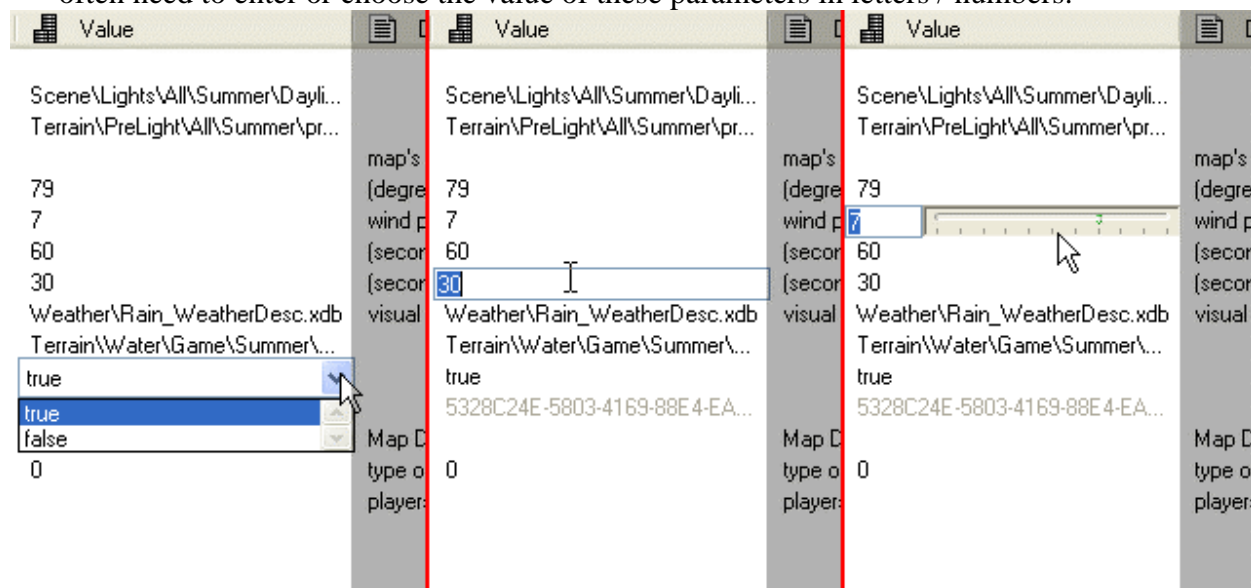 often need to enter or choose the value of these parameters in letters / numbers.
Value
Scene\Lights\All\Summer\Dayli...
Terrain\PreLight\All\Summer\pr...
map's
79 (degre
7 wind p
60
30
Weather\Rain_WeatherDesc.xdb visual
Terrain\Water\Game\Summer\...
true
true
false
Map D
0 type o
player
Value
Scene\Lights\All\Summer\Dayli...
Terrain\PreLight\All\Summer\pr...
map's
79 (degre
7 wind p
60
30
Weather\Rain_WeatherDesc.xdb visual
Terrain\Water\Game\Summer\...
true
5328C24E-5803-4169-88E4-EA...
Map D
0 type o
player
Value
Scene\Lights\All\Summer\Dayli...
Terrain\PreLight\All\Summer\pr...
map's
79 (degre
7 wind p
60
30
Weather\Rain_WeatherDesc.xdb visual
Terrain\Water\Game\Summer\...
true
5328C24E-5803-4169-88E4-EA...
Map D
0 type o
player